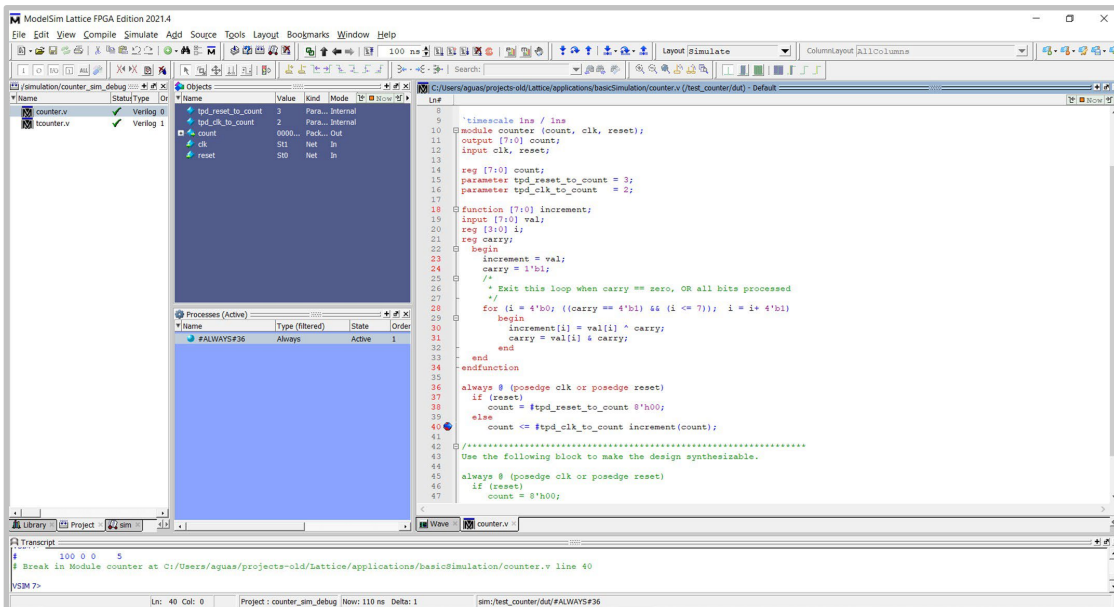 ModelSim Lattice FPGA Edition 2021.4
File Edit View Compile Simulate Add Source Tools Layout Bookmarks Window Help
100 ns
Layout Simulate
ColumnLayout AllColumns
Search:
/simulation/counter_sim_debug
Name Status Type Or
counter.v Verilog 0
tcounter.v Verilog 1
Library Project sim
Objects
Name Value Kind Mode Now
tpd_reset_to_count 3 Para... Internal
tpd_clk_to_count 2 Para... Internal
count 0000... Pack... Out
clk St1 Net In
reset St0 Net In
Processes (Active)
Name Type (filtered) State Order
#ALWAYS#36 Always Active 1
C:/Users/aguas/projects-old/Lattice/applications/basicSimulation/counter.v (/test_counter/dut) - Default
Ln# Now
8
9 `timescale 1ns / 1ns
10 module counter (count, clk, reset);
11 output [7:0] count;
12 input clk, reset;
13
14 reg [7:0] count;
15 parameter tpd_reset_to_count = 3;
16 parameter tpd_clk_to_count = 2;
17
18 function [7:0] increment;
19 input [7:0] val;
20 reg [3:0] i;
21 reg carry;
22 begin
23 increment = val;
24 carry = 1'b1;
25 /*
26 * Exit this loop when carry == zero, OR all bits processed
27 */
28 for (i = 4'b0; ((carry == 4'b1) && (i <= 7)); i = i+ 4'b1)
29 begin
30 increment[i] = val[i] ^ carry;
31 carry = val[i] & carry;
32 end
33 end
34 endfunction
35
36 always @ (posedge clk or posedge reset)
37 if (reset)
38 count = #tpd_reset_to_count 8'h00;
39 else
40 count <= #tpd_clk_to_count increment(count);
41
42 /*****************************************************************
43 Use the following block to make the design synthesizable.
44
45 always @ (posedge clk or posedge reset)
46 if (reset)
47 count = 8'h00;
Wave counter.v
Transcript
# 100 0 0 5
# Break in Module counter at C:/Users/aguas/projects-old/Lattice/applications/basicSimulation/counter.v line 40
VSIM 7>
Ln: 40 Col: 0 Project : counter_sim_debug Now: 110 ns Delta: 1 sim:/test_counter/dut/#ALWAYS#36